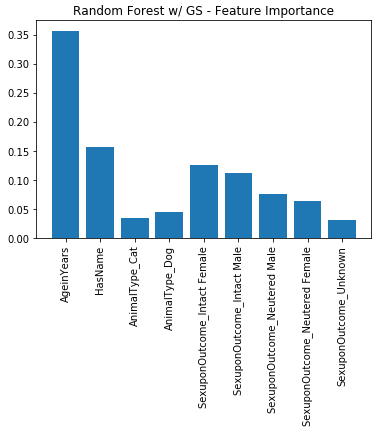 Random Forest w/ GS - Feature Importance
0.35
0.30
0.25
0.20
0.15
0.10
0.05
0.00
AgeinYears
HasName
AnimalType_Cat
AnimalType_Dog
SexuponOutcome_Intact Female
SexuponOutcome_Intact Male
SexuponOutcome_Neutered Male
SexuponOutcome_Neutered Female
SexuponOutcome_Unknown